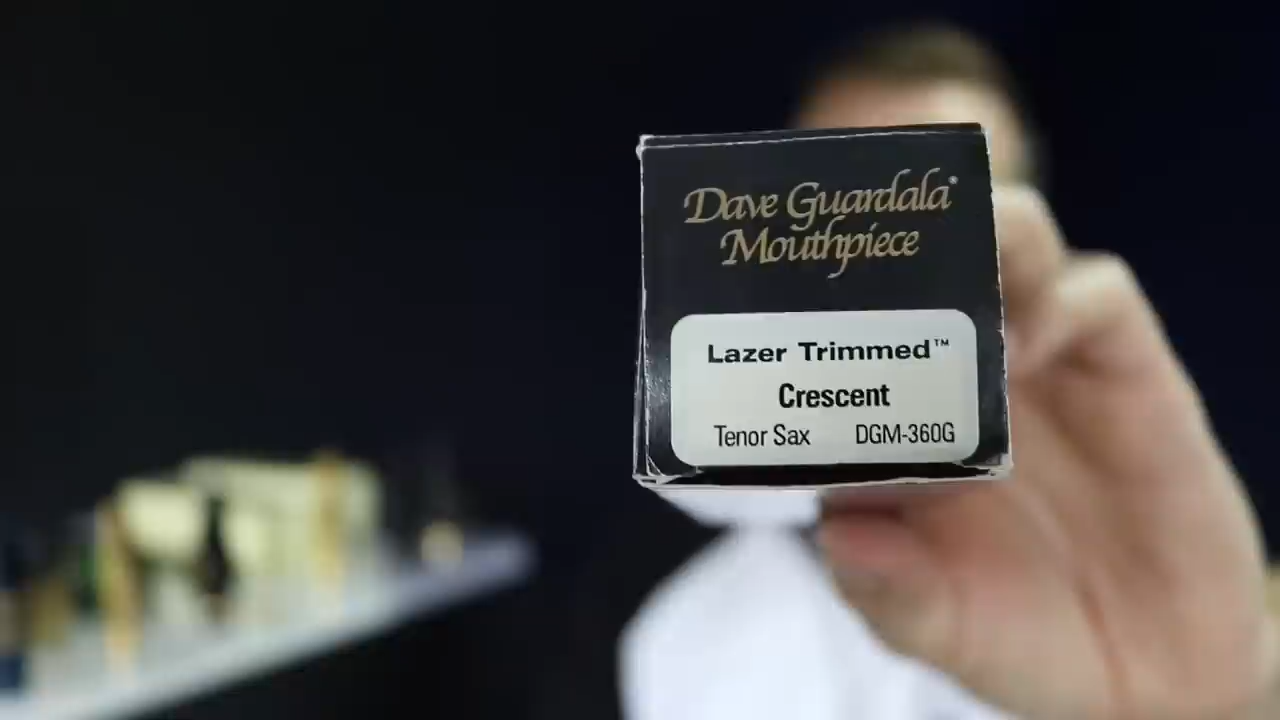 Dave Guardala®
Mouthpiece
Lazer Trimmed™
Crescent
Tenor Sax DGM-360G